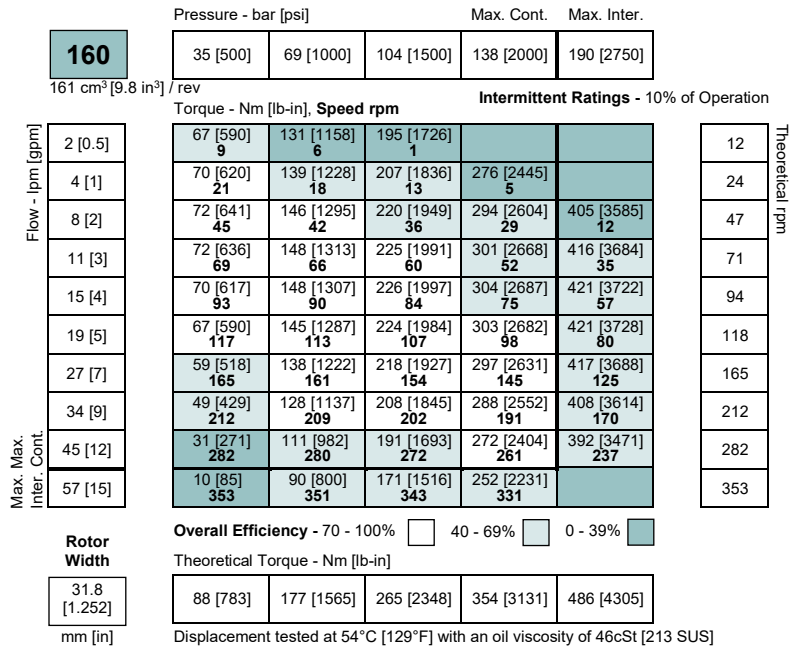 Pressure - bar [psi] Max. Cont. Max. Inter.
160 35 [500] 69 [1000] 104 [1500] 138 [2000] 190 [2750]
161 cm³ [9.8 in³] / rev
Intermittent Ratings - 10% of Operation
Torque - Nm [lb-in], Speed rpm
Flow - lpm [gpm]
Theoretical rpm
2 [0.5] 67 [590] 131 [1158] 195 [1726] 12
9 6 1
4 [1] 70 [620] 139 [1228] 207 [1836] 276 [2445] 24
21 18 13 5
8 [2] 72 [641] 146 [1295] 220 [1949] 294 [2604] 405 [3585] 47
45 42 36 29 12
11 [3] 72 [636] 148 [1313] 225 [1991] 301 [2668] 416 [3684] 71
69 66 60 52 35
15 [4] 70 [617] 148 [1307] 226 [1997] 304 [2687] 421 [3722] 94
93 90 84 75 57
19 [5] 67 [590] 145 [1287] 224 [1984] 303 [2682] 421 [3728] 118
117 113 107 98 80
27 [7] 59 [518] 138 [1222] 218 [1927] 297 [2631] 417 [3688] 165
165 161 154 145 125
34 [9] 49 [429] 128 [1137] 208 [1845] 288 [2552] 408 [3614] 212
212 209 202 191 170
Max. Cont.
45 [12] 31 [271] 111 [982] 191 [1693] 272 [2404] 392 [3471] 282
282 280 272 261 237
Max. Inter.
57 [15] 10 [85] 90 [800] 171 [1516] 252 [2231] 353
353 351 343 331
Overall Efficiency - 70 - 100% 40 - 69% 0 - 39%
Rotor
Width
Theoretical Torque - Nm [lb-in]
31.8
[1.252]
88 [783] 177 [1565] 265 [2348] 354 [3131] 486 [4305]
mm [in]
Displacement tested at 54°C [129°F] with an oil viscosity of 46cSt [213 SUS]